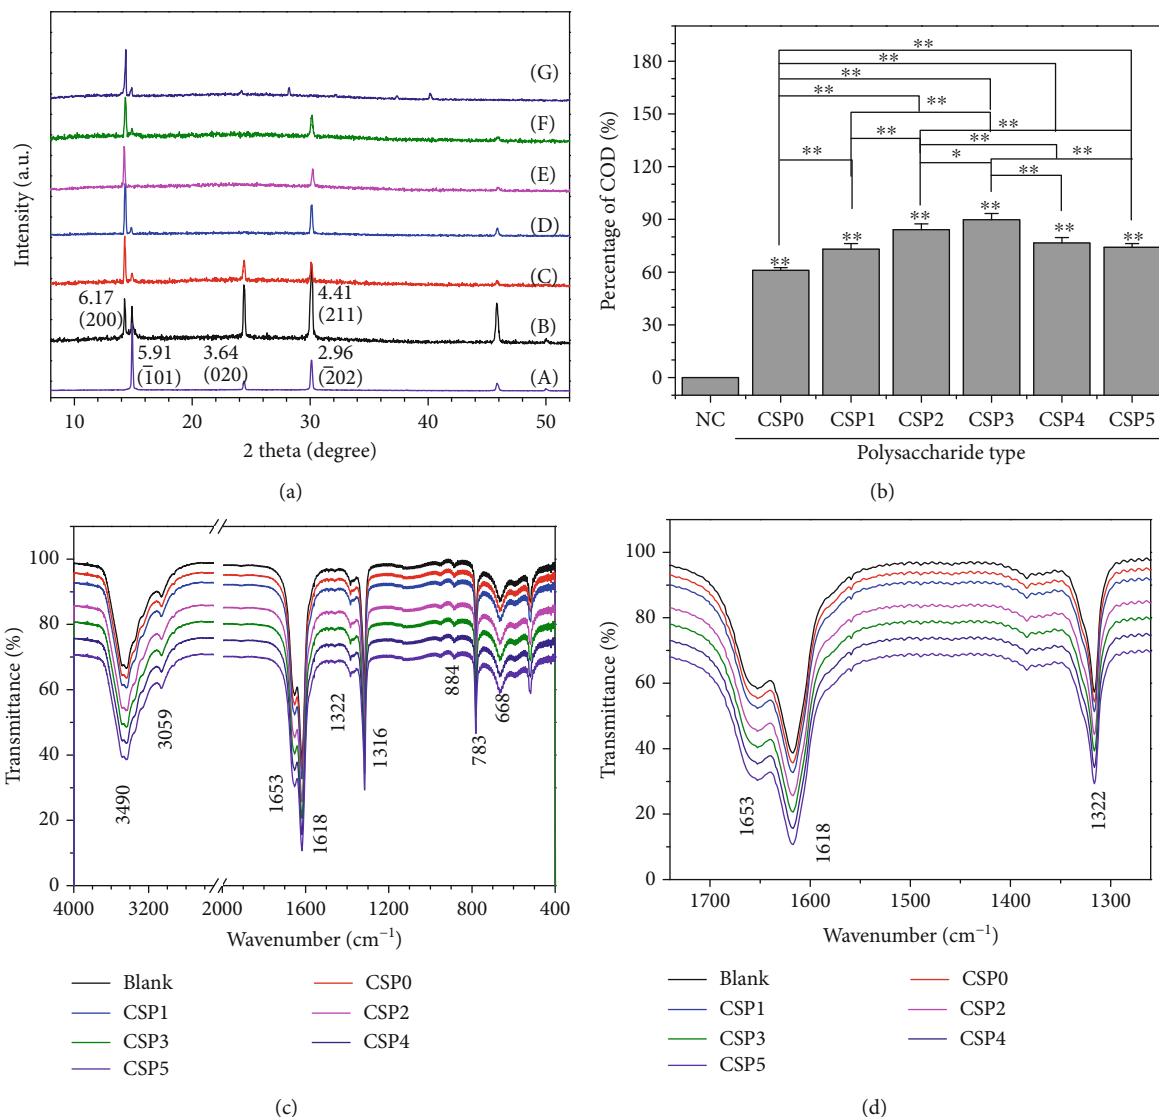 Intensity (a.u.)
(G)
(F)
(E)
(D)
(C)
(B)
(A)
6.17
(200)
5.91
(1̅01)
3.64
(020)
4.41
(211)
2.96
(2̅02)
10 20 30 40 50
2 theta (degree)
(a)
Percentage of COD (%)
180
150
120
90
60
30
0
**
**
**
**
**
**
**
**
*
**
**
**
**
**
**
**
**
**
**
NC CSP0 CSP1 CSP2 CSP3 CSP4 CSP5
Polysaccharide type
(b)
Transmittance (%)
100
80
60
40
20
0
3490
3059
1653
1618
1322
1316
884
783
668
4000 3200 2000 1600 1200 800 400
Wavenumber (cm⁻¹)
Blank CSP0
CSP1 CSP2
CSP3 CSP4
CSP5
(c)
Transmittance (%)
100
80
60
40
20
0
1653
1618
1322
1700 1600 1500 1400 1300
Wavenumber (cm⁻¹)
Blank CSP0
CSP1 CSP2
CSP3 CSP4
CSP5
(d)